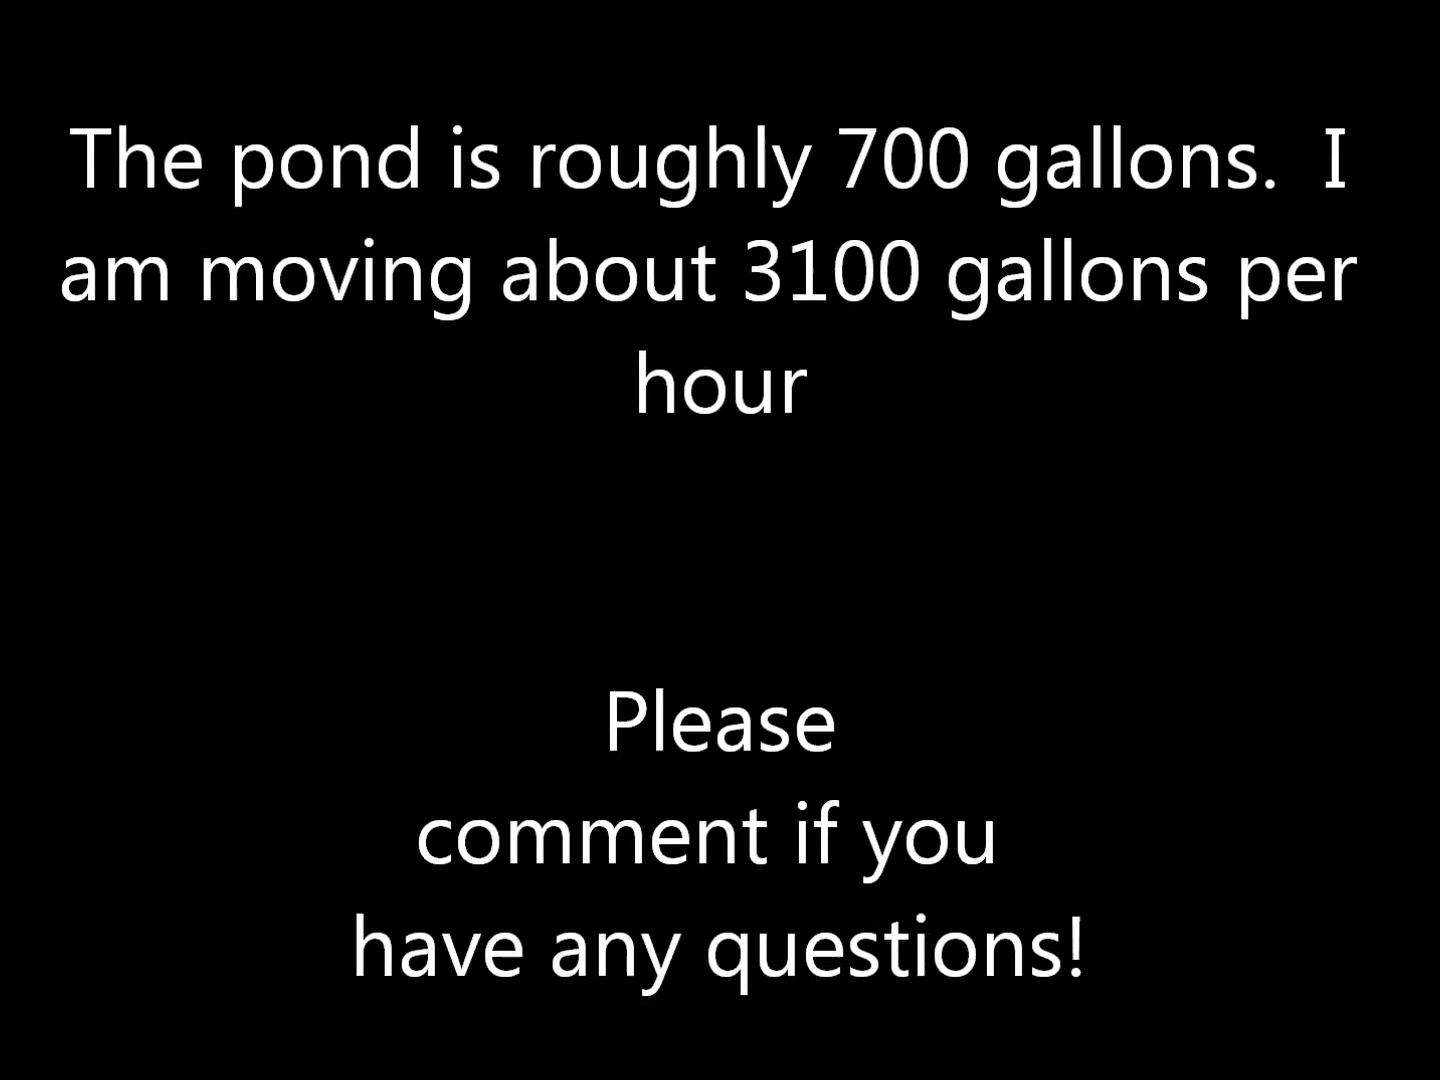 The pond is roughly 700 gallons.  I
am moving about 3100 gallons per
hour
Please
comment if you
have any questions!